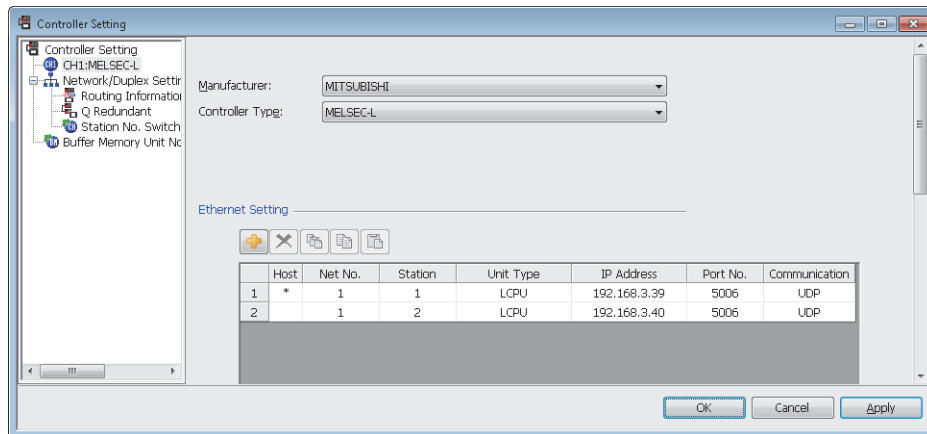 Controller Setting
Controller Setting
CH1:MELSEC-L
Network/Duplex Settir
Routing Information
Q Redundant
Station No. Switch
Buffer Memory Unit No
Manufacturer: MITSUBISHI
Controller Type: MELSEC-L
Ethernet Setting
Host Net No. Station Unit Type IP Address Port No. Communication
1 * 1 1 LCPU 192.168.3.39 5006 UDP
2 1 2 LCPU 192.168.3.40 5006 UDP
OK Cancel Apply